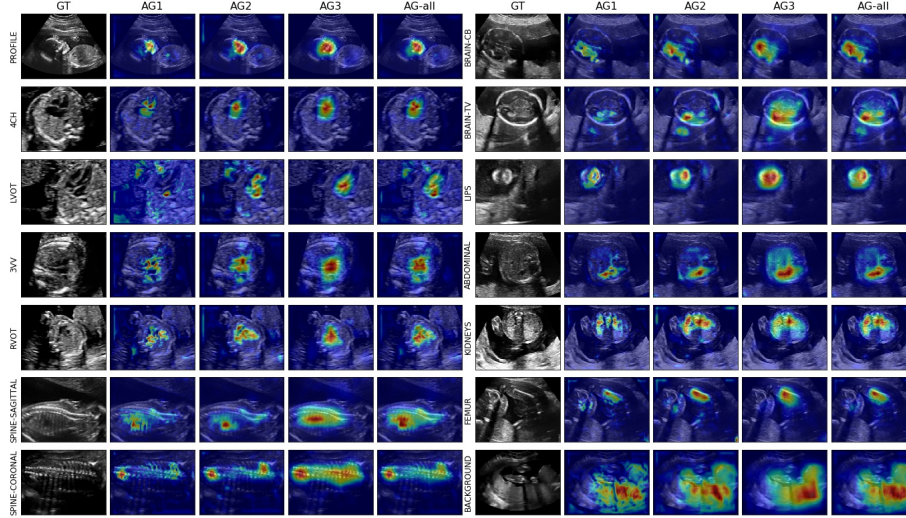 GT AG1 AG2 AG3 AG-all GT AG1 AG2 AG3 AG-all
PROFILE BRAIN-CB
4CH BRAIN-TV
LVOT LIPS
3VV ABDOMINAL
RVOT KIDNEYS
SPINE-SAGITTAL FEMUR
SPINE-CORONAL BACKGROUND